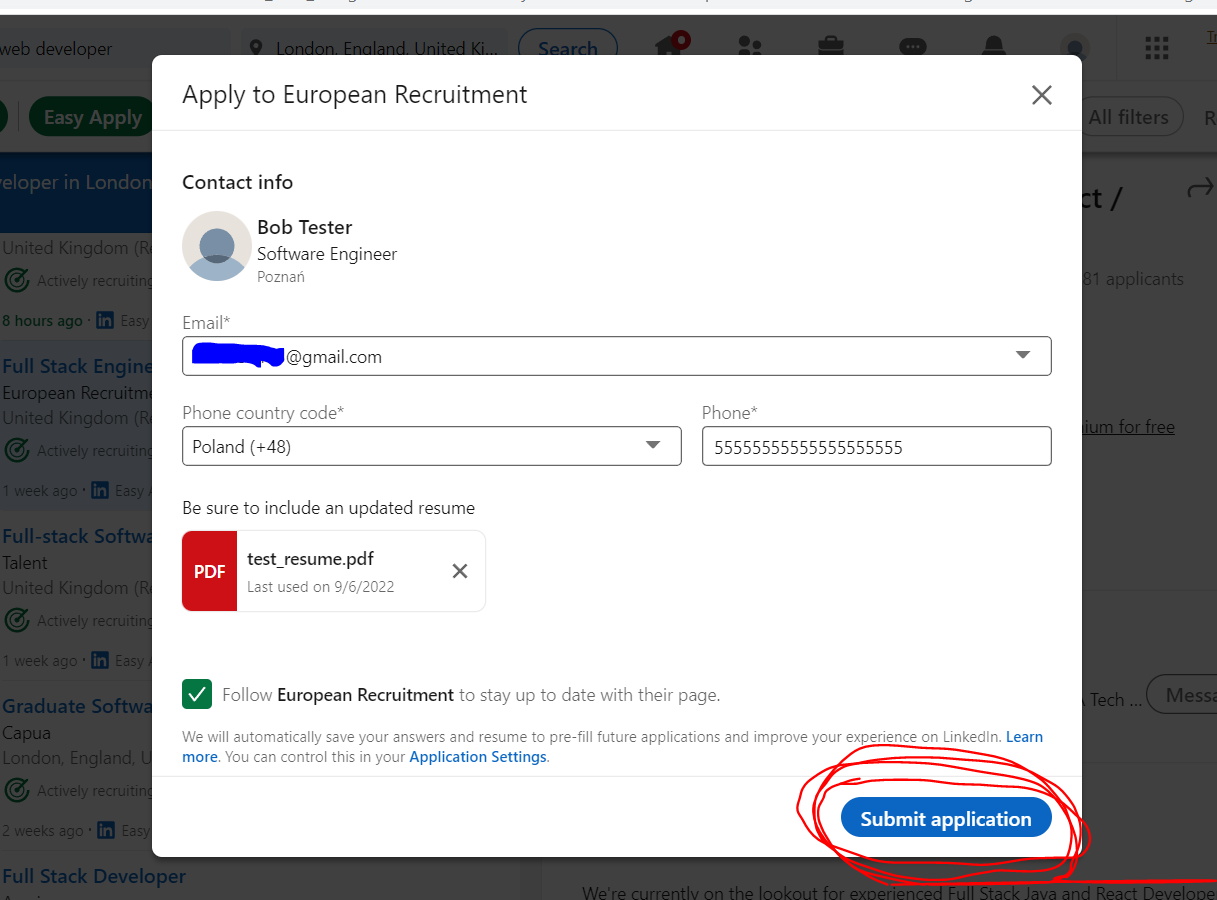 web developer
London, England, United Ki...
Search
Easy Apply
All filters
eloper in London
ct /
United Kingdom
Actively recruiting
81 applicants
8 hours ago · in Easy
Full Stack Engine
European Recruitme
United Kingdom
Actively recruiting
ium for free
1 week ago · in Easy
Full-stack Softwa
Talent
United Kingdom
Actively recruiting
1 week ago · in Easy
Graduate Softwa
Capua
London, England, U
Actively recruiting
2 weeks ago · in Easy
Full Stack Developer
Tech ...
Messa
Apply to European Recruitment
Contact info
Bob Tester
Software Engineer
Poznań
Email*
@gmail.com
Phone country code*
Phone*
Poland (+48)
55555555555555555555
Be sure to include an updated resume
PDF
test_resume.pdf
Last used on 9/6/2022
Follow European Recruitment to stay up to date with their page.
We will automatically save your answers and resume to pre-fill future applications and improve your experience on LinkedIn. Learn
more. You can control this in your Application Settings.
Submit application
We're currently on the lookout for experienced Full Stack Java and React Develope